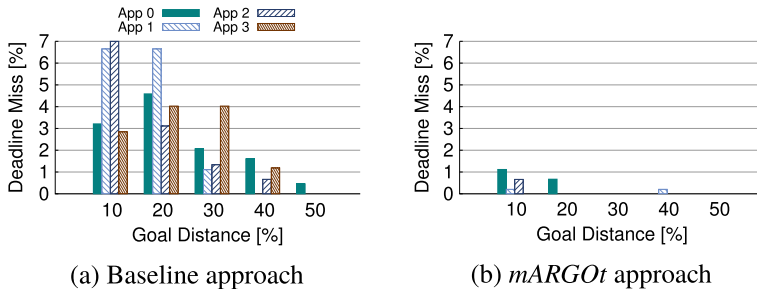 App 0 App 2
App 1 App 3
Deadline Miss [%]
7
6
5
4
3
2
1
0
10 20 30 40 50
Goal Distance [%]
(a) Baseline approach
Deadline Miss [%]
7
6
5
4
3
2
1
0
10 20 30 40 50
Goal Distance [%]
(b) mARGOt approach